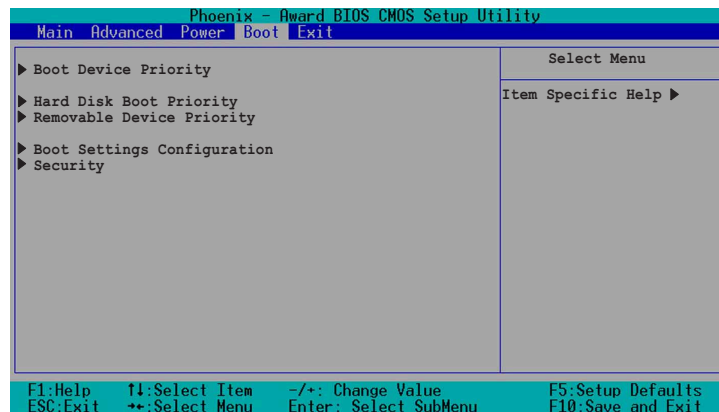 Phoenix - Award BIOS CMOS Setup Utility
Main Advanced Power Boot Exit
Boot Device Priority
Hard Disk Boot Priority
Removable Device Priority
Boot Settings Configuration
Security
Select Menu
Item Specific Help ▶
F1:Help ↑↓:Select Item -/+: Change Value F5:Setup Defaults
ESC:Exit →←:Select Menu Enter: Select SubMenu F10:Save and Exit